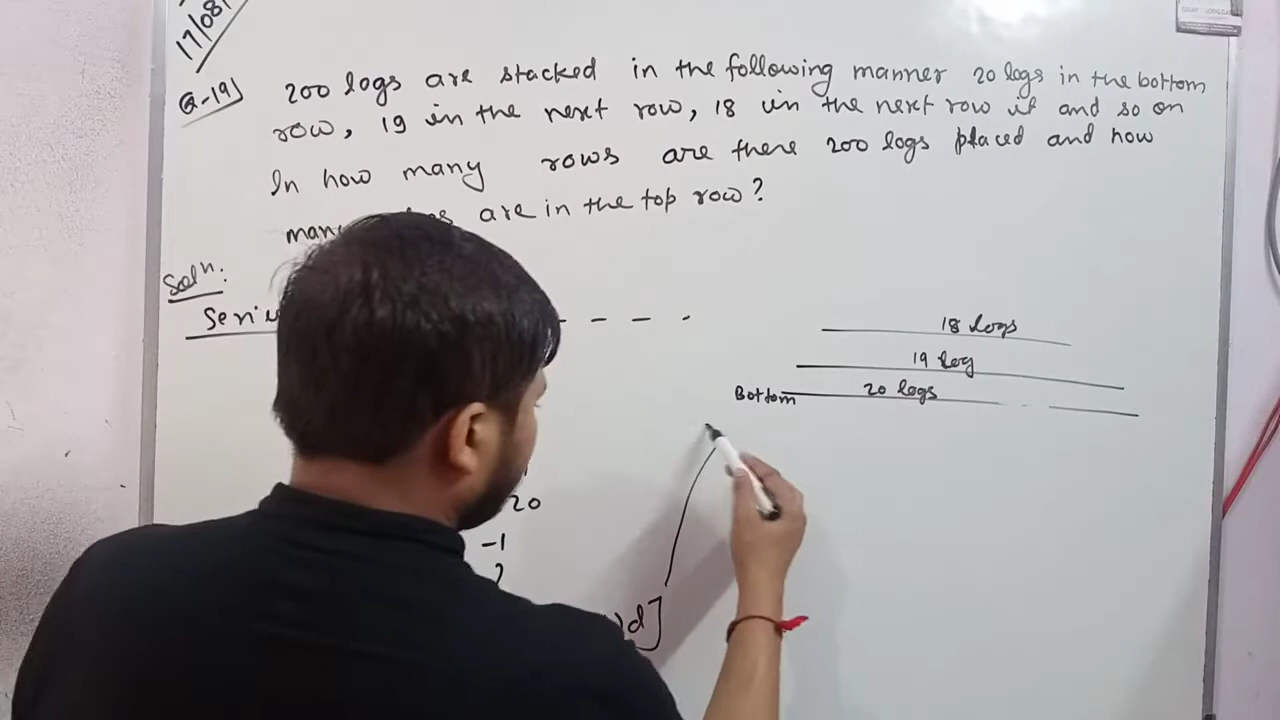 17/08/
Q-19) 200 logs are stacked in the following manner 20 logs in the bottom
row, 19 in the next row, 18 in the next row it and so on
In how many rows are there 200 logs placed and how
are in the top row?
Soln:
- - - -
18 logs
19 log
Bottom 20 logs
20
-1
?
)d]